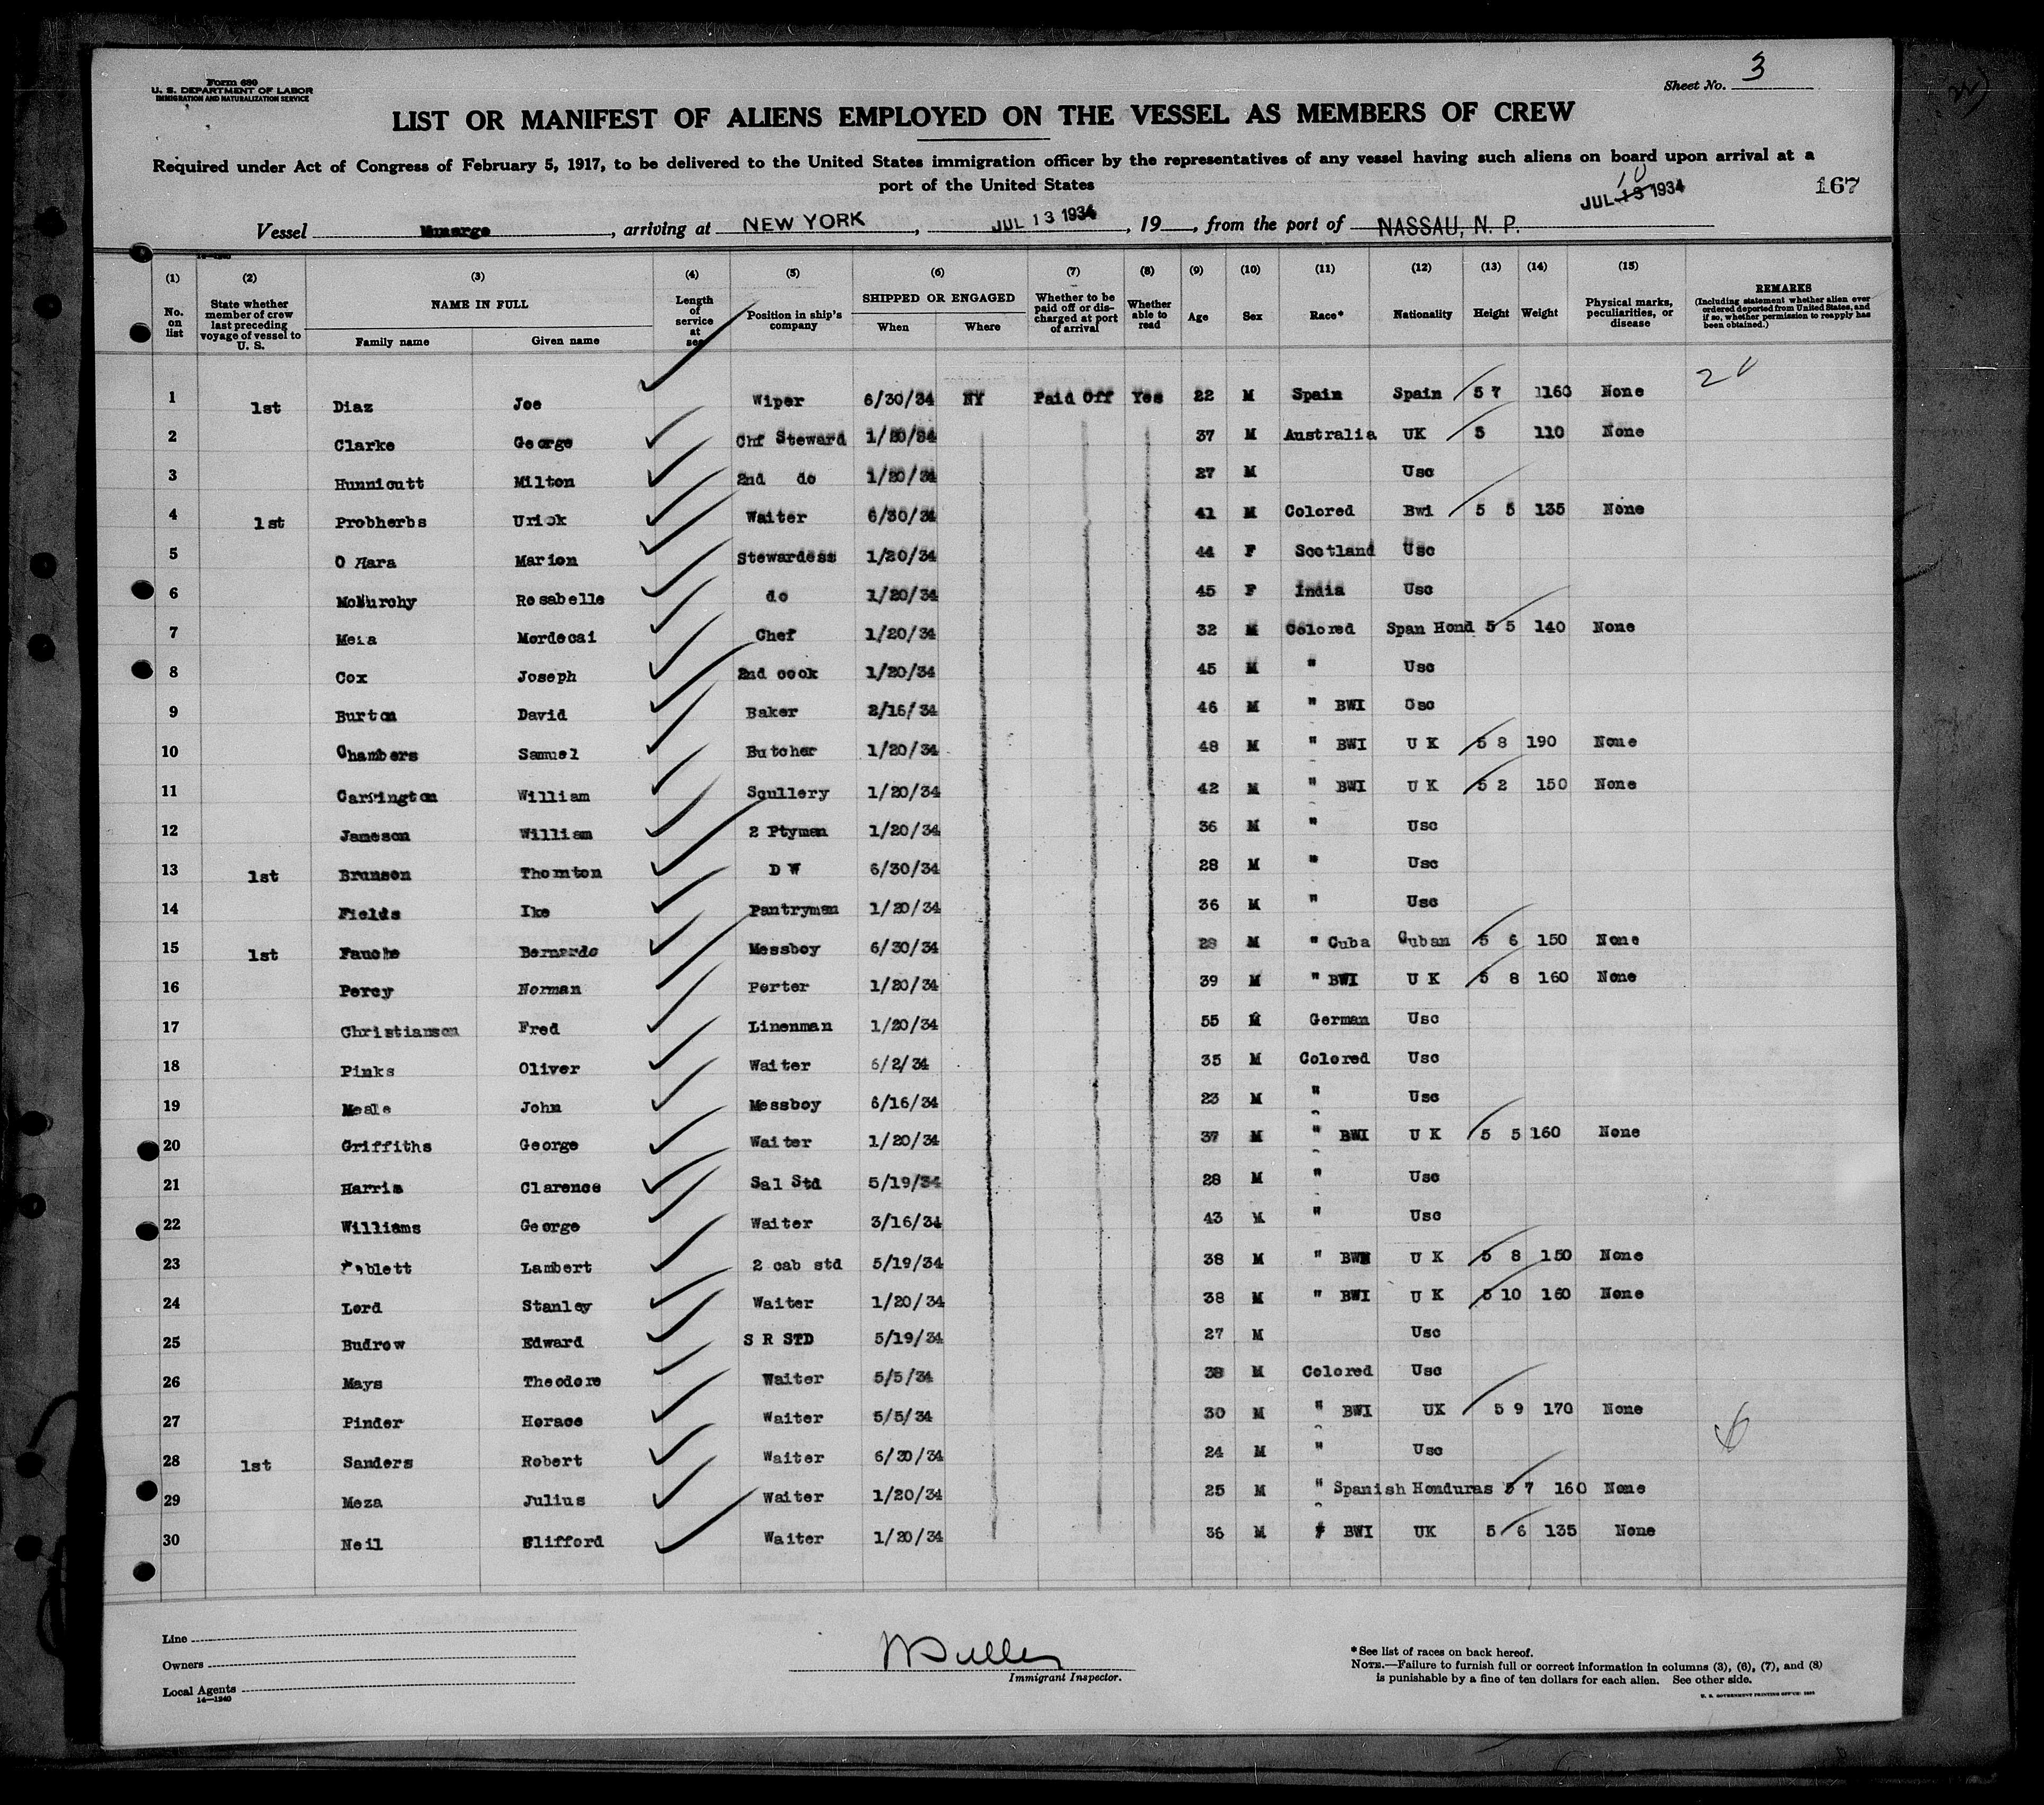 Form 680
U. S. DEPARTMENT OF LABOR
IMMIGRATION AND NATURALIZATION SERVICE
Sheet No. 3
LIST OR MANIFEST OF ALIENS EMPLOYED ON THE VESSEL AS MEMBERS OF CREW
Required under Act of Congress of February 5, 1917, to be delivered to the United States immigration officer by the representatives of any vessel having such aliens on board upon arrival at a
port of the United States
10
JUL 13 1934
167
Vessel Munargo, arriving at NEW YORK, JUL 13 1934, 19, from the port of NASSAU, N. P.
14—1240
(1) (2) (3) (4) (5) (6) (7) (8) (9) (10) (11) (12) (13) (14) (15)
No. on list State whether member of crew last preceding voyage of vessel to U. S. NAME IN FULL Family name Given name Length of service at sea Position in ship's company SHIPPED OR ENGAGED When Where Whether to be paid off or discharged at port of arrival Whether able to read Age Sex Race* Nationality Height Weight Physical marks, peculiarities, or disease REMARKS (Including statement whether alien ever ordered deported from United States, and if so, whether permission to reapply has been obtained.)
1 1st Diaz Joe Wiper 6/30/34 NY Paid Off Yes 22 M Spain Spain 5 7 160 None
2 Clarke George Chf Steward 1/20/34 37 M Australia UK 5 110 None
3 Hunnicutt Milton 2nd do 1/20/34 27 M Usc
4 1st Probherbs Urick Waiter 6/30/34 41 M Colored Bwi 5 5 135 None
5 O Hara Marion Stewardess 1/20/34 44 F Scotland Usc
6 McMurchy Rosabelle do 1/20/34 45 F India Usc
7 Meza Mordecai Chef 1/20/34 32 M Colored Span Hond 5 5 140 None
8 Cox Joseph 2nd cook 1/20/34 45 M " Usc
9 Burton David Baker 2/16/34 46 M " BWI Usc
10 Chambers Samuel Butcher 1/20/34 48 M " BWI U K 5 8 190 None
11 Carrington William Scullery 1/20/34 42 M " BWI U K 5 2 150 None
12 Jameson William 2 Ptyman 1/20/34 36 M " Usc
13 1st Brunson Thornton D W 6/30/34 28 M " Usc
14 Fields Ike Pantryman 1/20/34 36 M " Usc
15 1st Fauche Bernardo Messboy 6/30/34 28 M " Cuba Cuban 5 6 150 None
16 Percy Norman Porter 1/20/34 39 M " BWI U K 5 8 160 None
17 Christianson Fred Linenman 1/20/34 55 M German Usc
18 Pinks Oliver Waiter 6/2/34 35 M Colored Usc
19 Meale John Messboy 6/16/34 23 M " Usc
20 Griffiths George Waiter 1/20/34 37 M " BWI U K 5 5 160 None
21 Harris Clarence Sal Std 5/19/34 28 M " Usc
22 Williams George Waiter 3/16/34 43 M " Usc
23 Lambert 2 cab std 5/19/34 38 M " BWI U K 5 8 150 None
24 Lord Stanley Waiter 1/20/34 38 M " BWI U K 5 10 160 None
25 Budrow Edward S R STD 5/19/34 27 M Usc
26 Mays Theodore Waiter 5/5/34 38 M Colored Usc
27 Pinder Horace Waiter 5/5/34 30 M " BWI UK 5 9 170 None
28 1st Sanders Robert Waiter 6/30/34 24 M " Usc
29 Meza Julius Waiter 1/20/34 25 M " Spanish Honduras 5 7 160 None
30 Neil Clifford Waiter 1/20/34 36 M " BWI UK 5 6 135 None
Line
Owners
Local Agents
14—1240
Immigrant Inspector.
*See list of races on back hereof.
NOTE.—Failure to furnish full or correct information in columns (3), (6), (7), and (8)
is punishable by a fine of ten dollars for each alien. See other side.